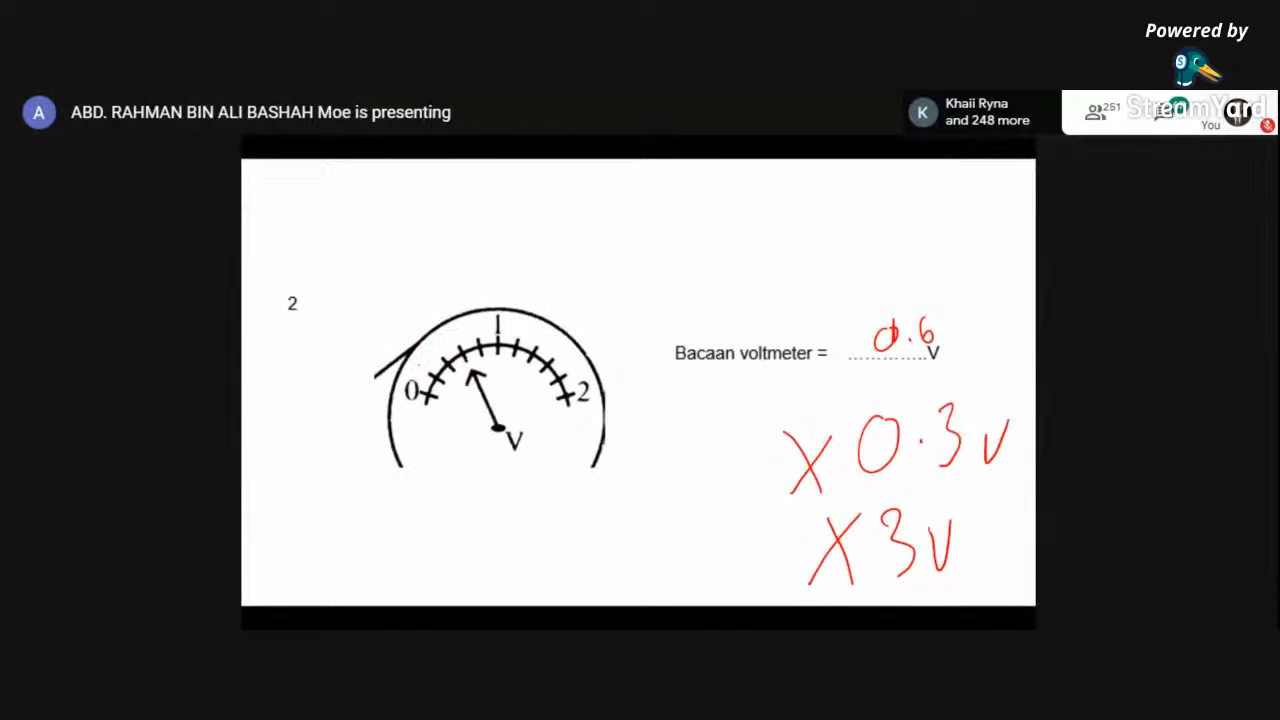 Powered by
S
StreamYard
A ABD. RAHMAN BIN ALI BASHAH Moe is presenting
K Khaii Ryna
and 248 more
251
You
2
0 1 2
V
Bacaan voltmeter = 0.6 V
X 0.3 V
X 3 V